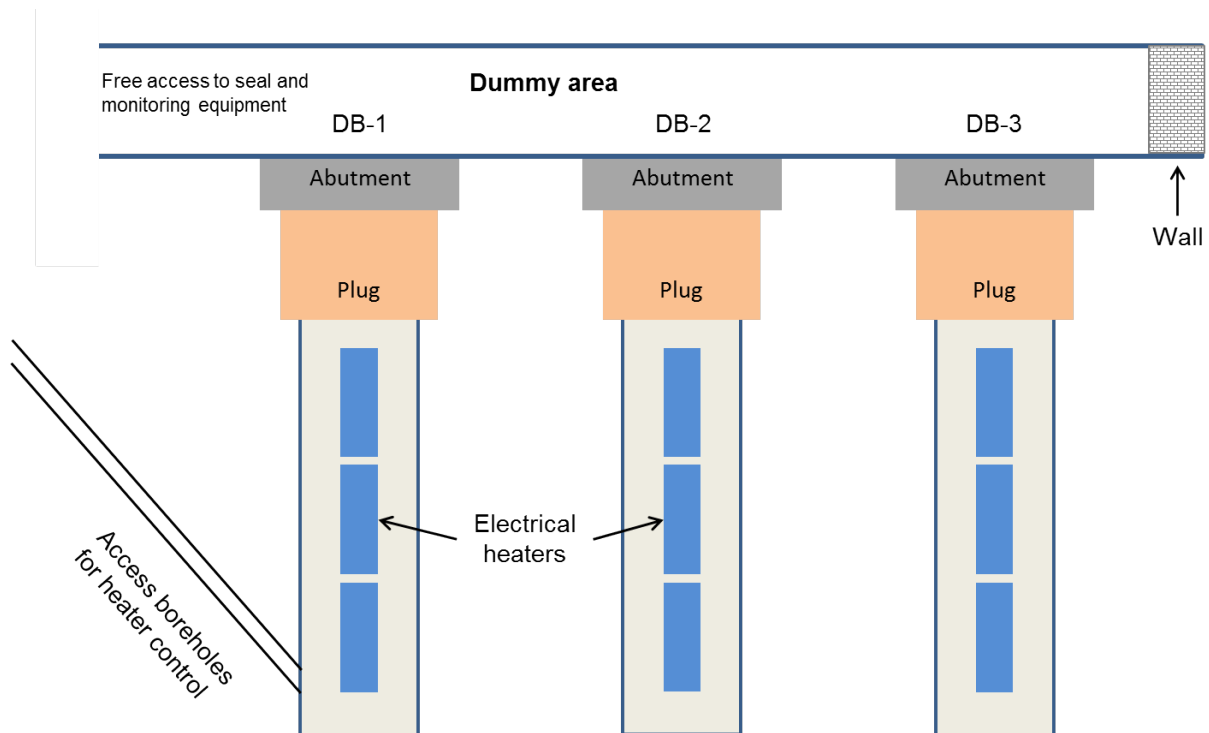 Free access to seal and
monitoring equipment
Dummy area
DB-1
DB-2
DB-3
Abutment
Abutment
Abutment
Wall
Plug
Plug
Plug
Electrical
heaters
Access boreholes
for heater control